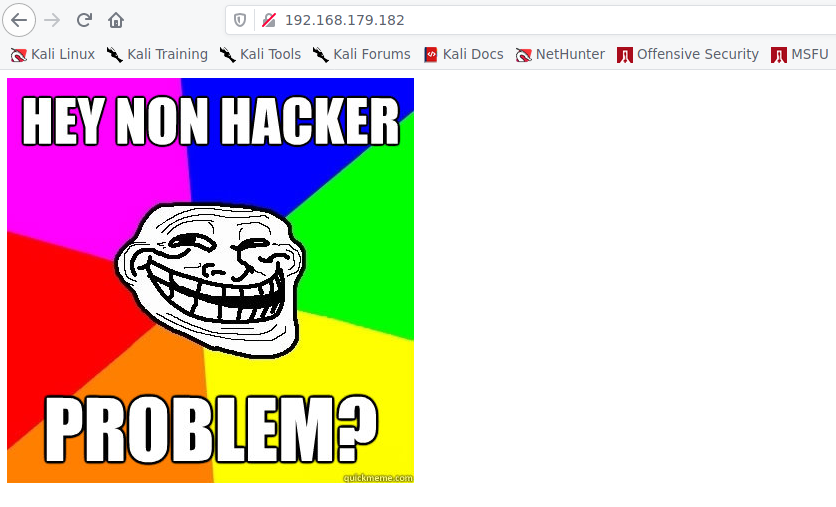 192.168.179.182
Kali Linux Kali Training Kali Tools Kali Forums Kali Docs NetHunter Offensive Security MSFU
HEY NON HACKER
PROBLEM?
quickmeme.com